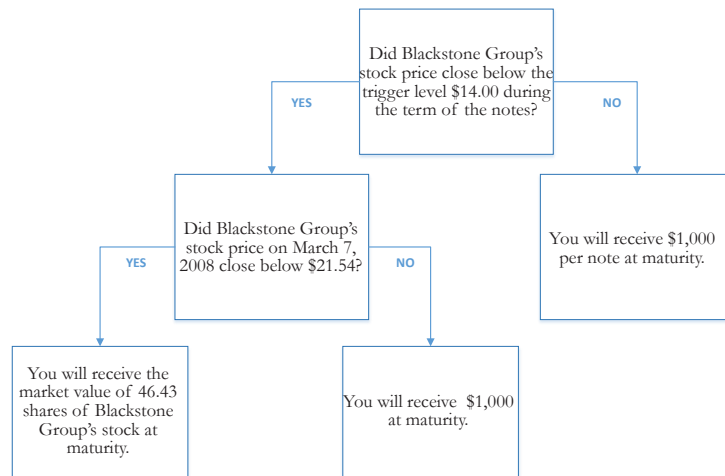 Did Blackstone Group's
stock price close below the
trigger level $14.00 during
the term of the notes?
YES
NO
Did Blackstone Group's
stock price on March 7,
2008 close below $21.54?
You will receive $1,000
per note at maturity.
YES
NO
You will receive the
market value of 46.43
shares of Blackstone
Group's stock at
maturity.
You will receive $1,000
at maturity.